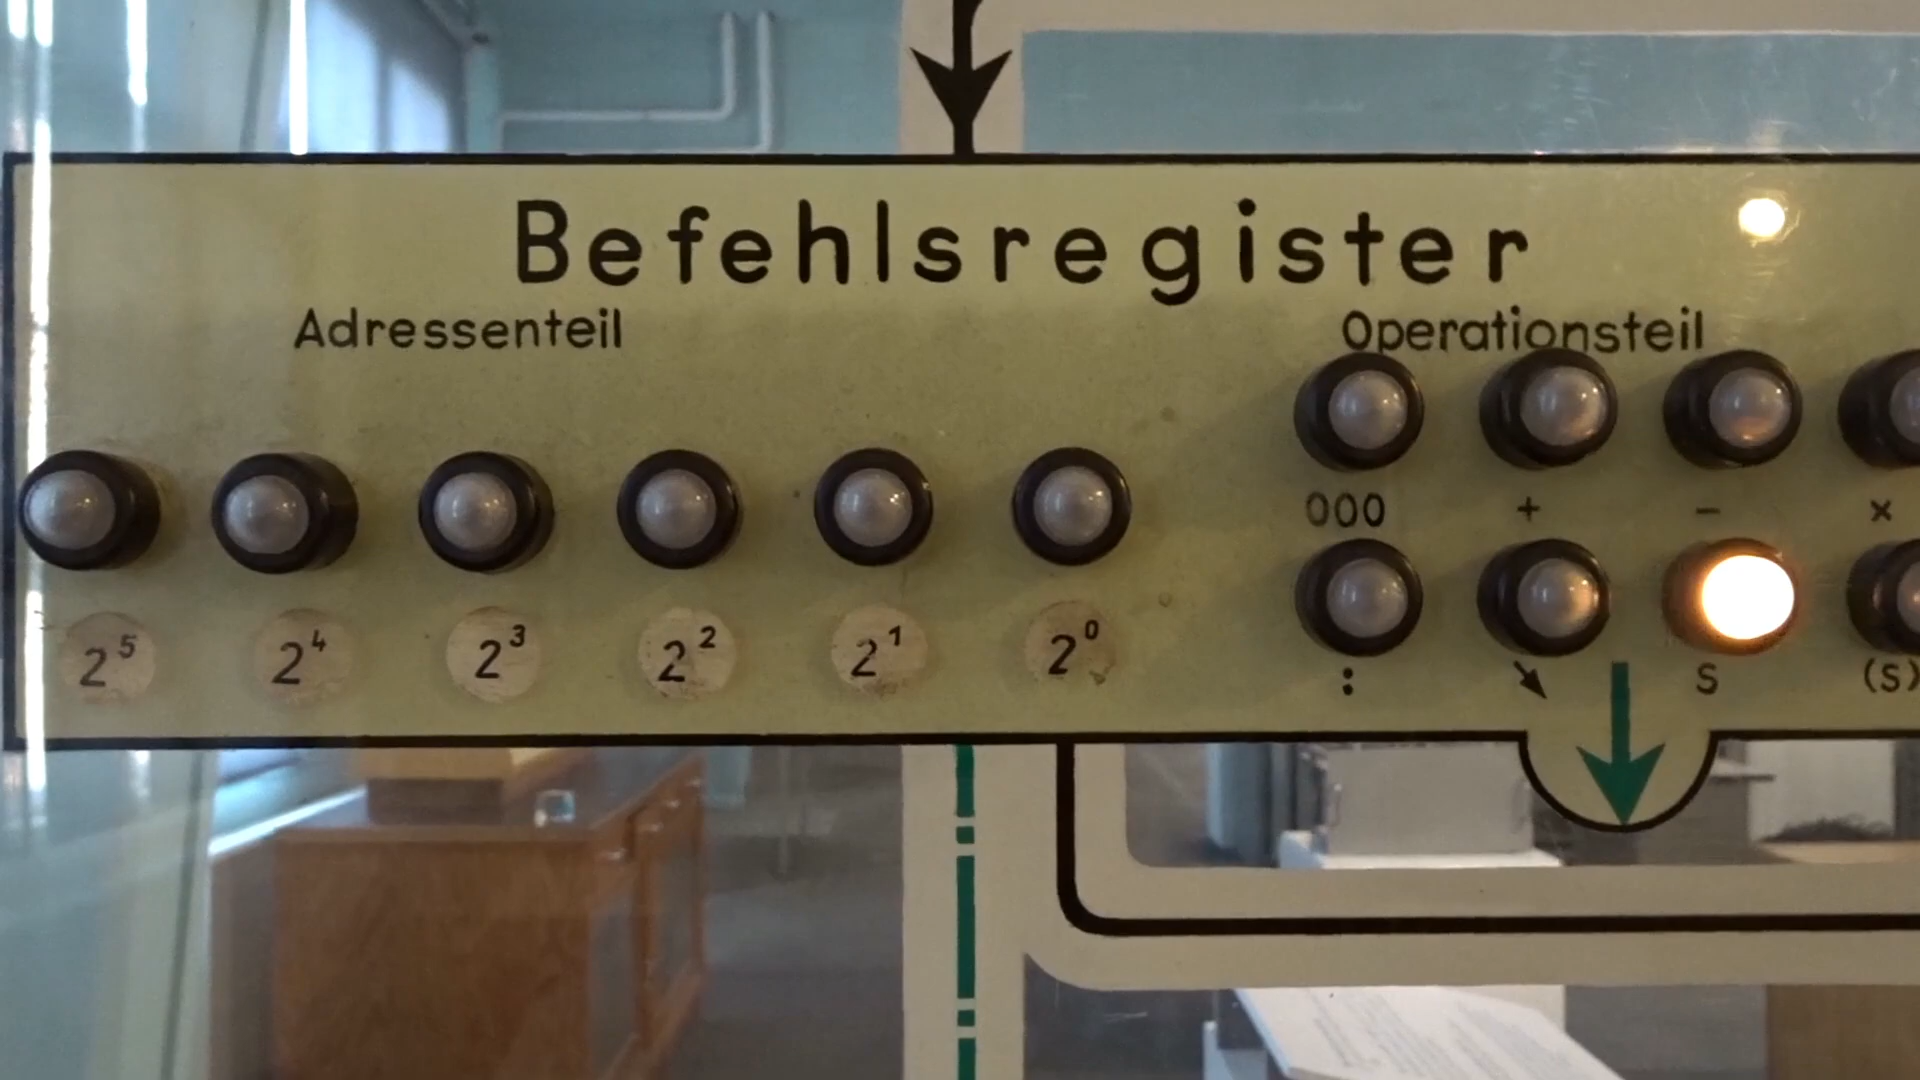 Befehlsregister
Adressenteil Operationsteil
000 + − ×
2⁵ 2⁴ 2³ 2² 2¹ 2⁰
: ↘ S (S)